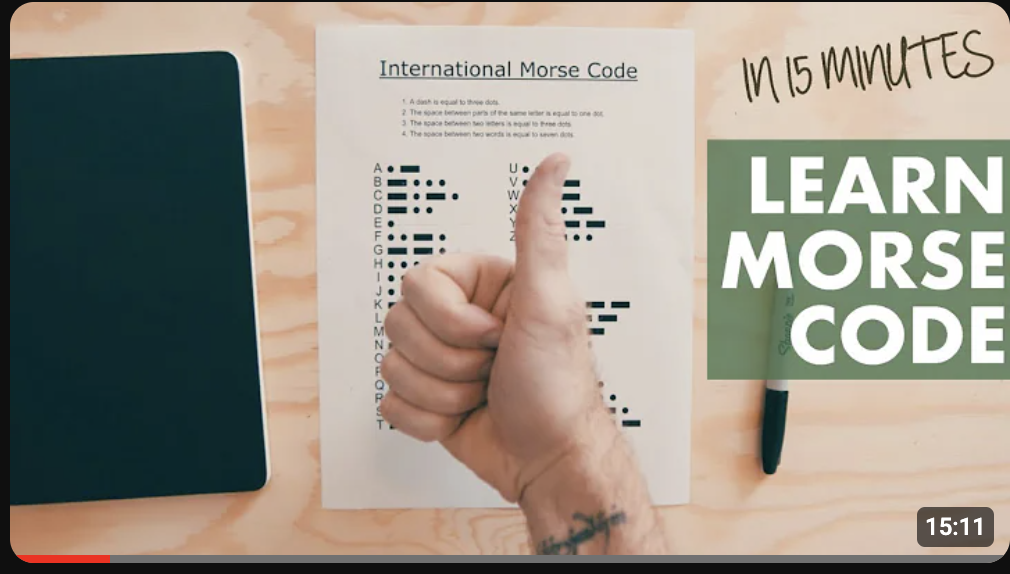 International Morse Code
1. A dash is equal to three dots.
2. The space between parts of the same letter is equal to one dot.
3. The space between two letters is equal to three dots.
4. The space between two words is equal to seven dots.
A
B
C
D
E
F
G
H
I
J
K
L
M
N
O
Q
R
S
T
U
V
W
X
Y
Z
IN 15 MINUTES
LEARN
MORSE
CODE
15:11